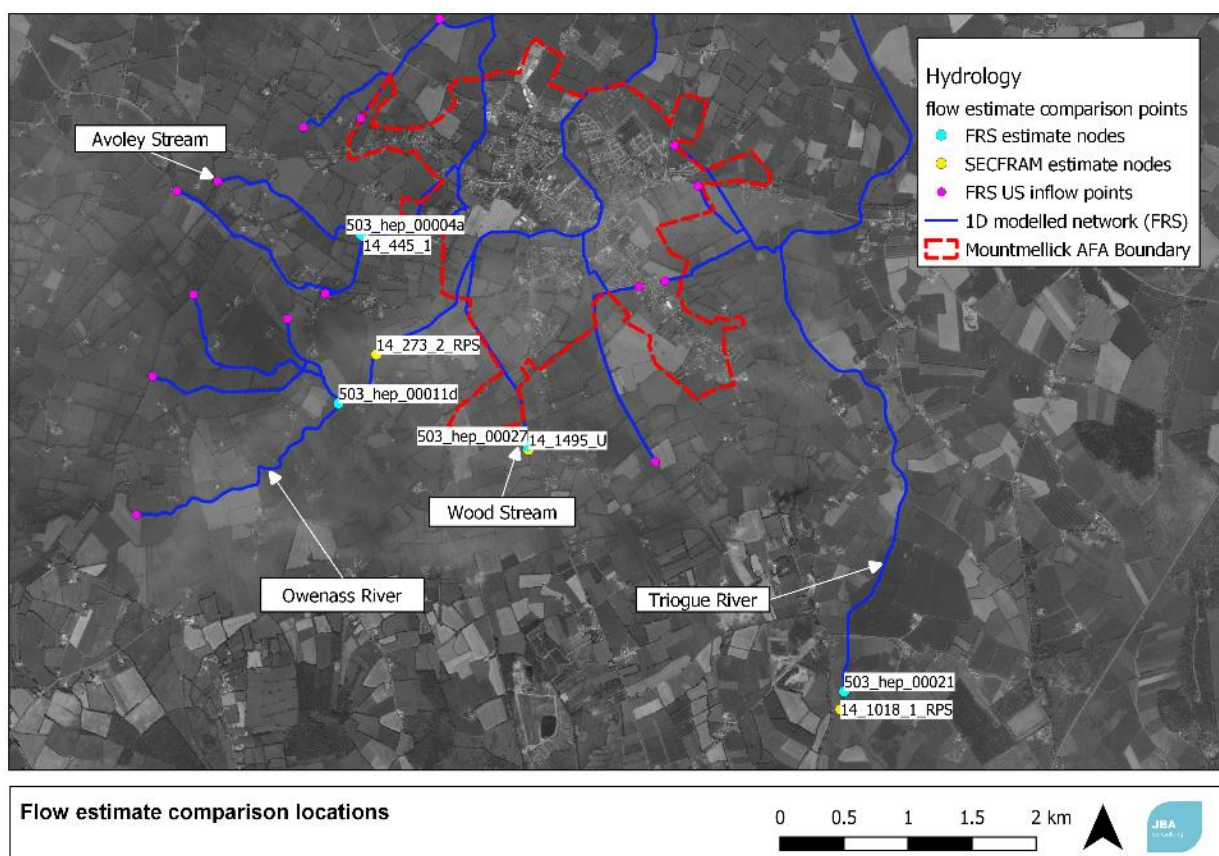 Hydrology
flow estimate comparison points
FRS estimate nodes
SECFRAM estimate nodes
FRS US inflow points
1D modelled network (FRS)
Mountmellick AFA Boundary
Avoley Stream
503_hep_00004a
14_445_1
14_273_2_RPS
503_hep_00011d
503_hep_00027
14_1495_U
Wood Stream
Owenass River
Triogue River
503_hep_00021
14_1018_1_RPS
Flow estimate comparison locations
0 0.5 1 1.5 2 km
JBA
consulting